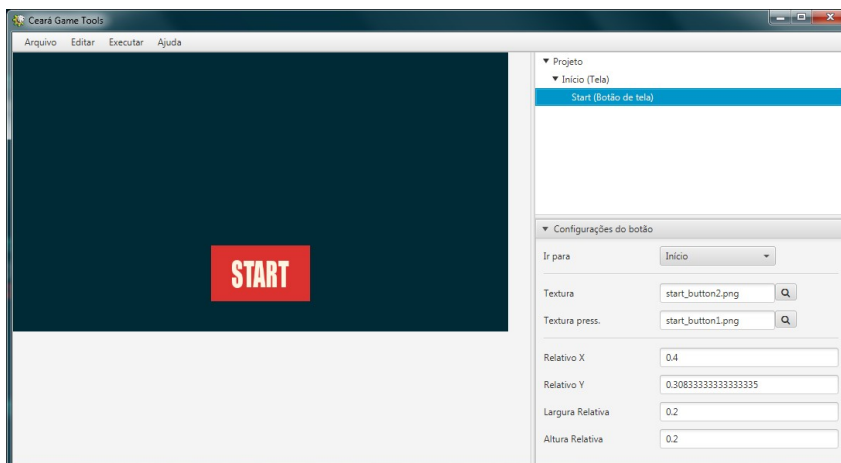 Ceará Game Tools
Arquivo Editar Executar Ajuda
Projeto
Início (Tela)
Start (Botão de tela)
START
Configurações do botão
Ir para Início
Textura start_button2.png
Textura press. start_button1.png
Relativo X 0.4
Relativo Y 0.30833333333333335
Largura Relativa 0.2
Altura Relativa 0.2